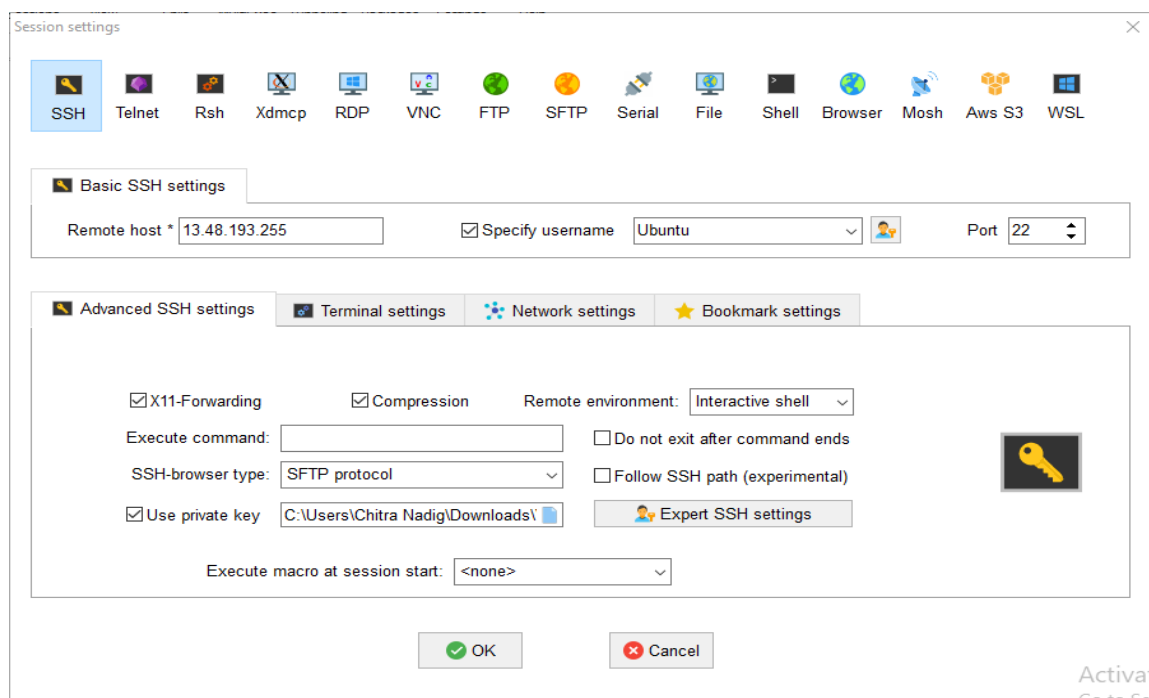 Session settings
SSH Telnet Rsh Xdmcp RDP VNC FTP SFTP Serial File Shell Browser Mosh Aws S3 WSL
Basic SSH settings
Remote host * 13.48.193.255 Specify username Ubuntu Port 22
Advanced SSH settings Terminal settings Network settings Bookmark settings
X11-Forwarding Compression Remote environment: Interactive shell
Execute command: Do not exit after command ends
SSH-browser type: SFTP protocol Follow SSH path (experimental)
Use private key C:\Users\Chitra Nadig\Downloads\ Expert SSH settings
Execute macro at session start: <none>
OK Cancel